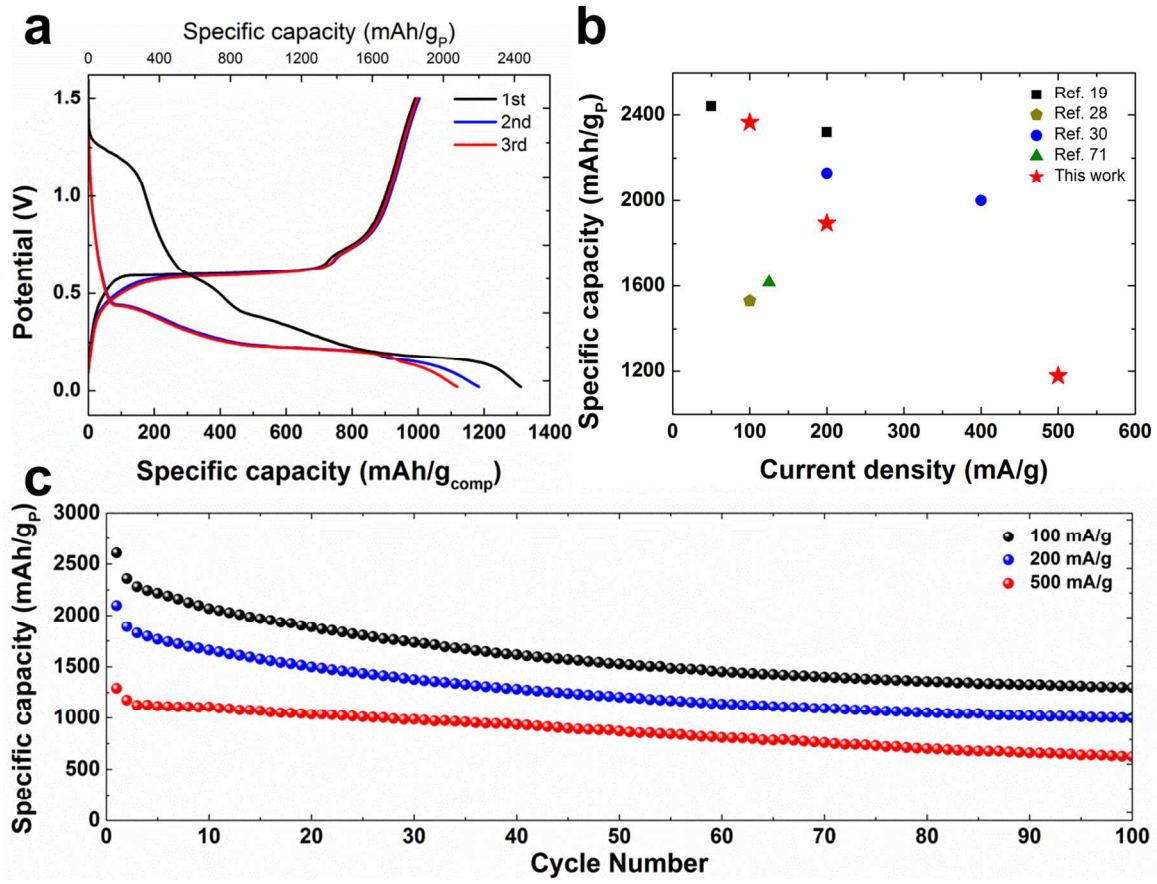 a
Specific capacity (mAh/gP)
0 400 800 1200 1600 2000 2400
1.5
1.0
0.5
0.0
Potential (V)
1st
2nd
3rd
0 200 400 600 800 1000 1200 1400
Specific capacity (mAh/gcomp)
b
2400
2000
1600
1200
Specific capacity (mAh/gP)
Ref. 19
Ref. 28
Ref. 30
Ref. 71
This work
0 100 200 300 400 500 600
Current density (mA/g)
c
3000
2500
2000
1500
1000
500
0
Specific capacity (mAh/gP)
100 mA/g
200 mA/g
500 mA/g
0 10 20 30 40 50 60 70 80 90 100
Cycle Number